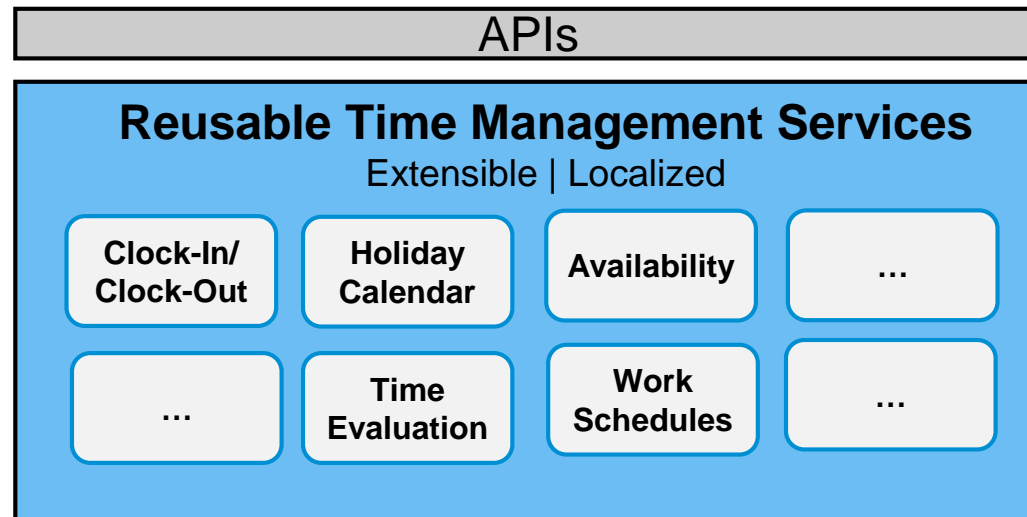 APIs
Reusable Time Management Services
Extensible | Localized
Clock-In/
Clock-Out
Holiday
Calendar
Availability
…
…
Time
Evaluation
Work
Schedules
…